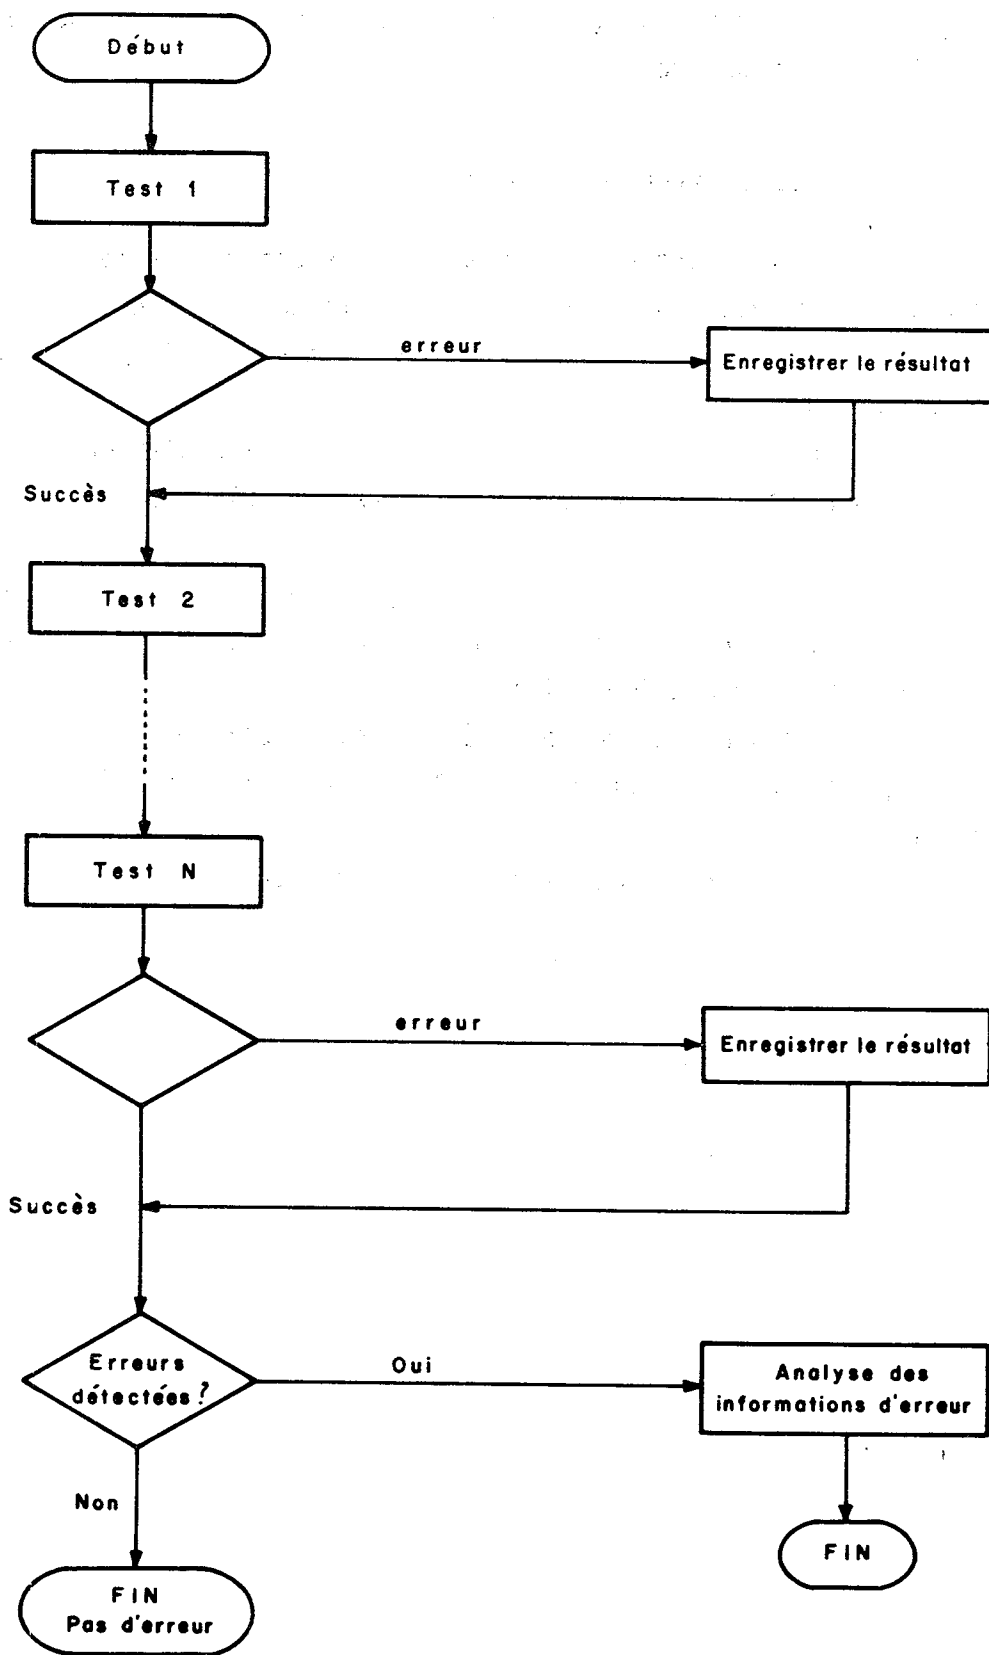 Début
Test 1
erreur
Enregistrer le résultat
Succès
Test 2
Test N
erreur
Enregistrer le résultat
Succès
Erreurs
détectées?
Oui
Analyse des
informations d'erreur
Non
FIN
FIN
Pas d'erreur